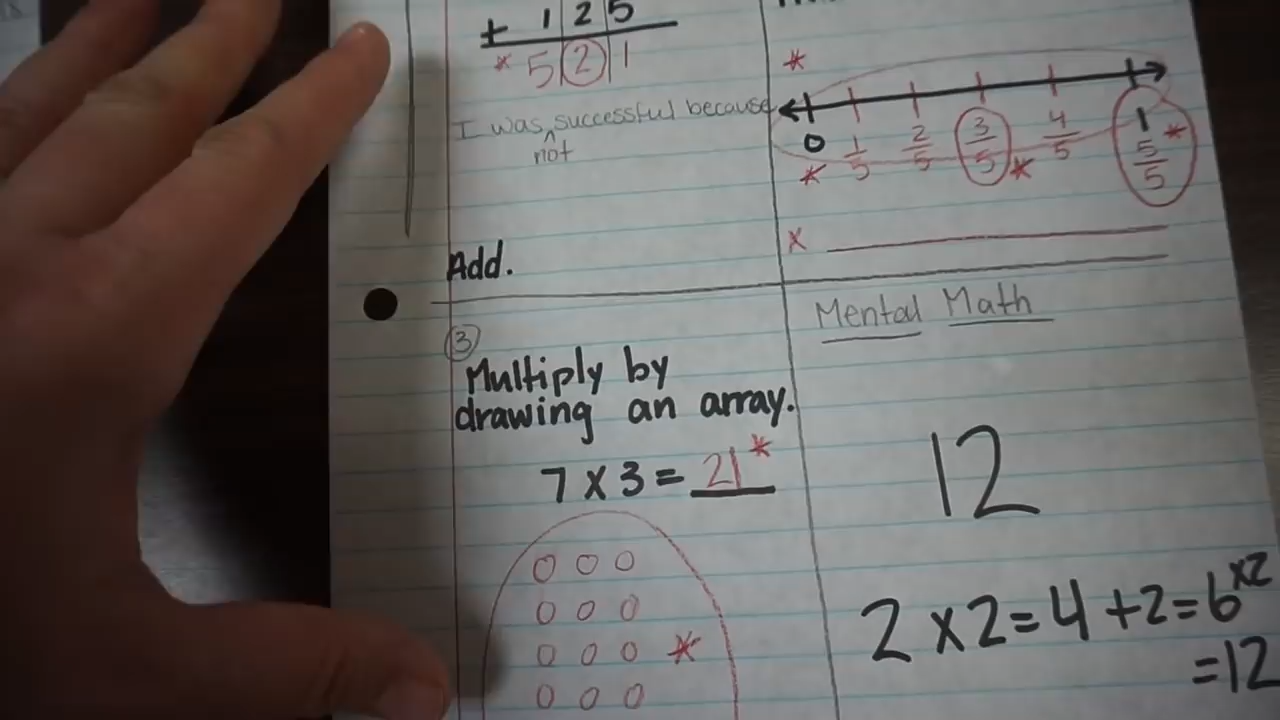 + 1 2 5
* 5 2 1
I was successful because
not
Add.
*
0 1/5 2/5 3/5 4/5 1
5/5
* * *
x
3
Multiply by
drawing an array.
7 x 3 = 21 *
*
Mental Math
12
2 x 2 = 4 + 2 = 6 x2
= 12